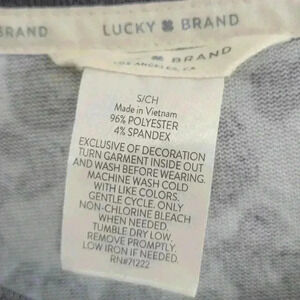 BRAND LUCKY BRAND
BRAND
LOS ANGELES, CA
S/CH
Made in Vietnam
96% POLYESTER
4% SPANDEX
EXCLUSIVE OF DECORATION
TURN GARMENT INSIDE OUT
AND WASH BEFORE WEARING.
MACHINE WASH COLD
WITH LIKE COLORS.
GENTLE CYCLE. ONLY
NON-CHLORINE BLEACH
WHEN NEEDED.
TUMBLE DRY LOW.
REMOVE PROMPTLY.
LOW IRON IF NEEDED.
RN#71222